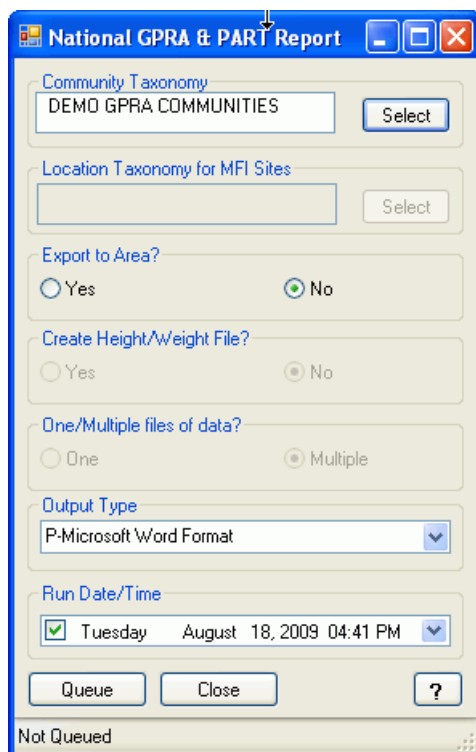 National GPRA & PART Report
Community Taxonomy
DEMO GPRA COMMUNITIES
Select
Location Taxonomy for MFI Sites
Select
Export to Area?
Yes No
Create Height/Weight File?
Yes No
One/Multiple files of data?
One Multiple
Output Type
P-Microsoft Word Format
Run Date/Time
Tuesday August 18, 2009 04:41 PM
Queue Close ?
Not Queued